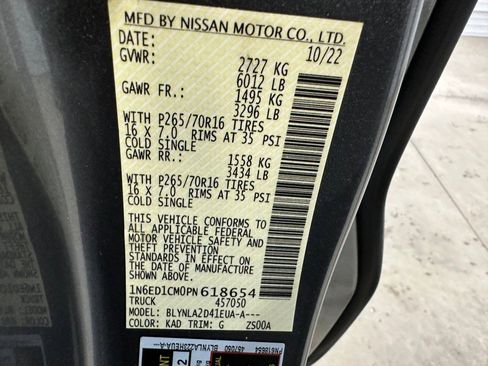 MFD BY NISSAN MOTOR CO., LTD.
DATE: 10/22
GVWR: 2727 KG
6012 LB
GAWR FR.: 1495 KG
3296 LB
WITH P265/70R16 TIRES
16 X 7.0 RIMS AT 35 PSI
COLD SINGLE
GAWR RR.: 1558 KG
3434 LB
WITH P265/70R16 TIRES
16 X 7.0 RIMS AT 35 PSI
COLD SINGLE
THIS VEHICLE CONFORMS TO
ALL APPLICABLE FEDERAL
MOTOR VEHICLE SAFETY AND
THEFT PREVENTION
STANDARDS IN EFFECT ON
THE DATE OF MANUFACTURE
SHOWN ABOVE.
1N6ED1CM0PN618654
TRUCK 457050
MODEL: BLYNLA2D41EUA-A---
COLOR: KAD TRIM: G ZS00A
PN618654 457050